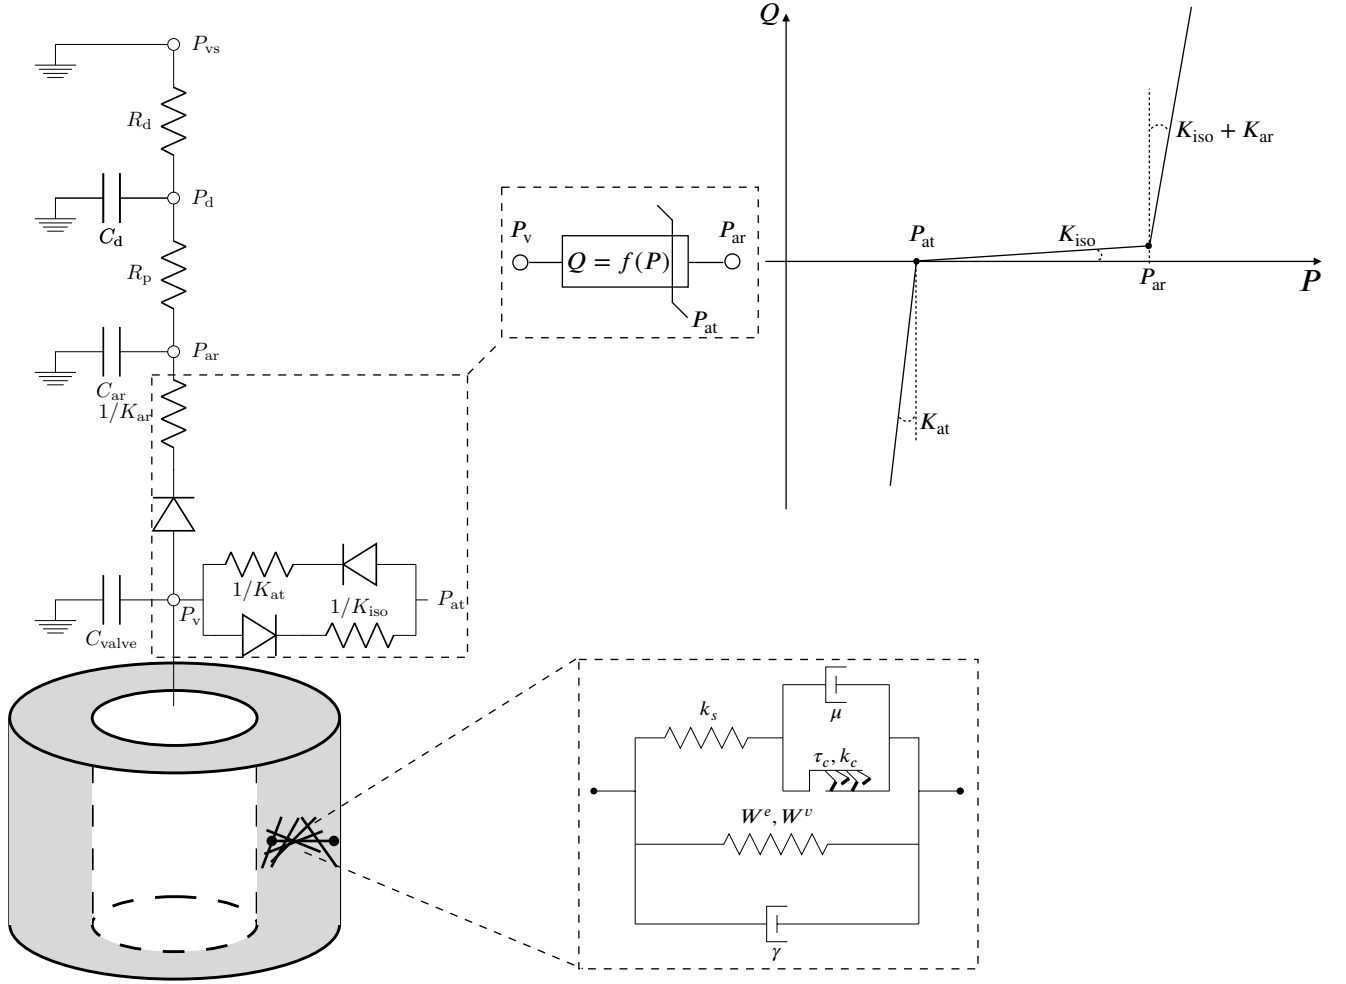 P_vs
R_d
P_d
C_d
R_p
P_ar
C_ar
1/K_ar
1/K_at
1/K_iso
P_at
P_v
C_valve
P_v
Q = f(P)
P_ar
P_at
Q
K_iso + K_ar
P_at
K_iso
P_ar
P
K_at
k_s
μ
τ_c, k_c
W^e, W^v
γ